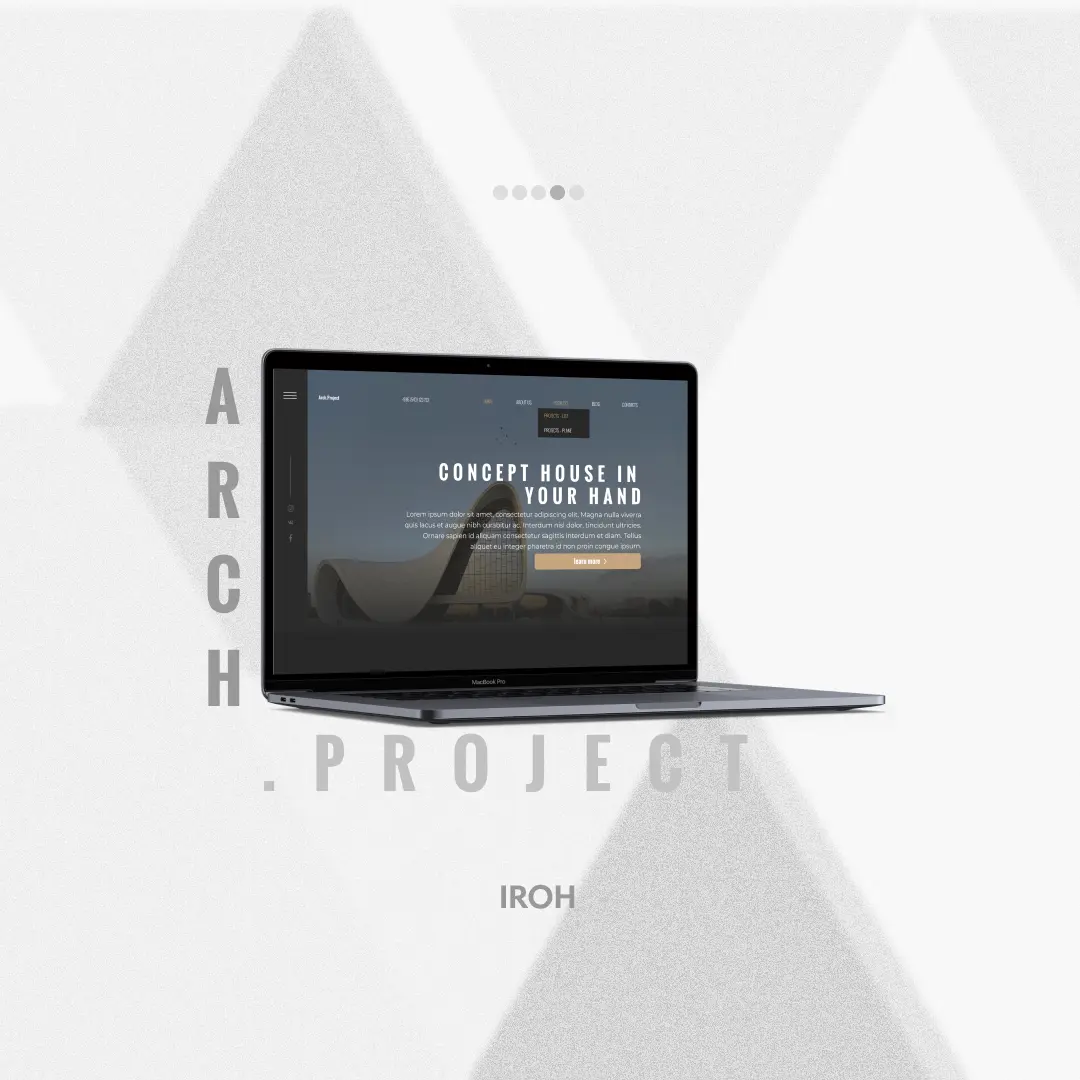 ARCH
Arch.Project
ABOUT US
BLOG
CONTACTS
PROJECTS - LIST
PROJECTS - PLANE
CONCEPT HOUSE IN
YOUR HAND
Lorem ipsum dolor sit amet, consectetur adipiscing elit. Magna nulla viverra
quis lacus et augue nibh curabitur ac. Interdum nisi dolor, tincidunt ultricies.
Ornare sapien id aliquam consectetur sagittis interdum et diam. Tellus
aliquet eu integer pharetra id non proin congue ipsum.
learn more >
MacBook Pro
.PROJECT
IROH